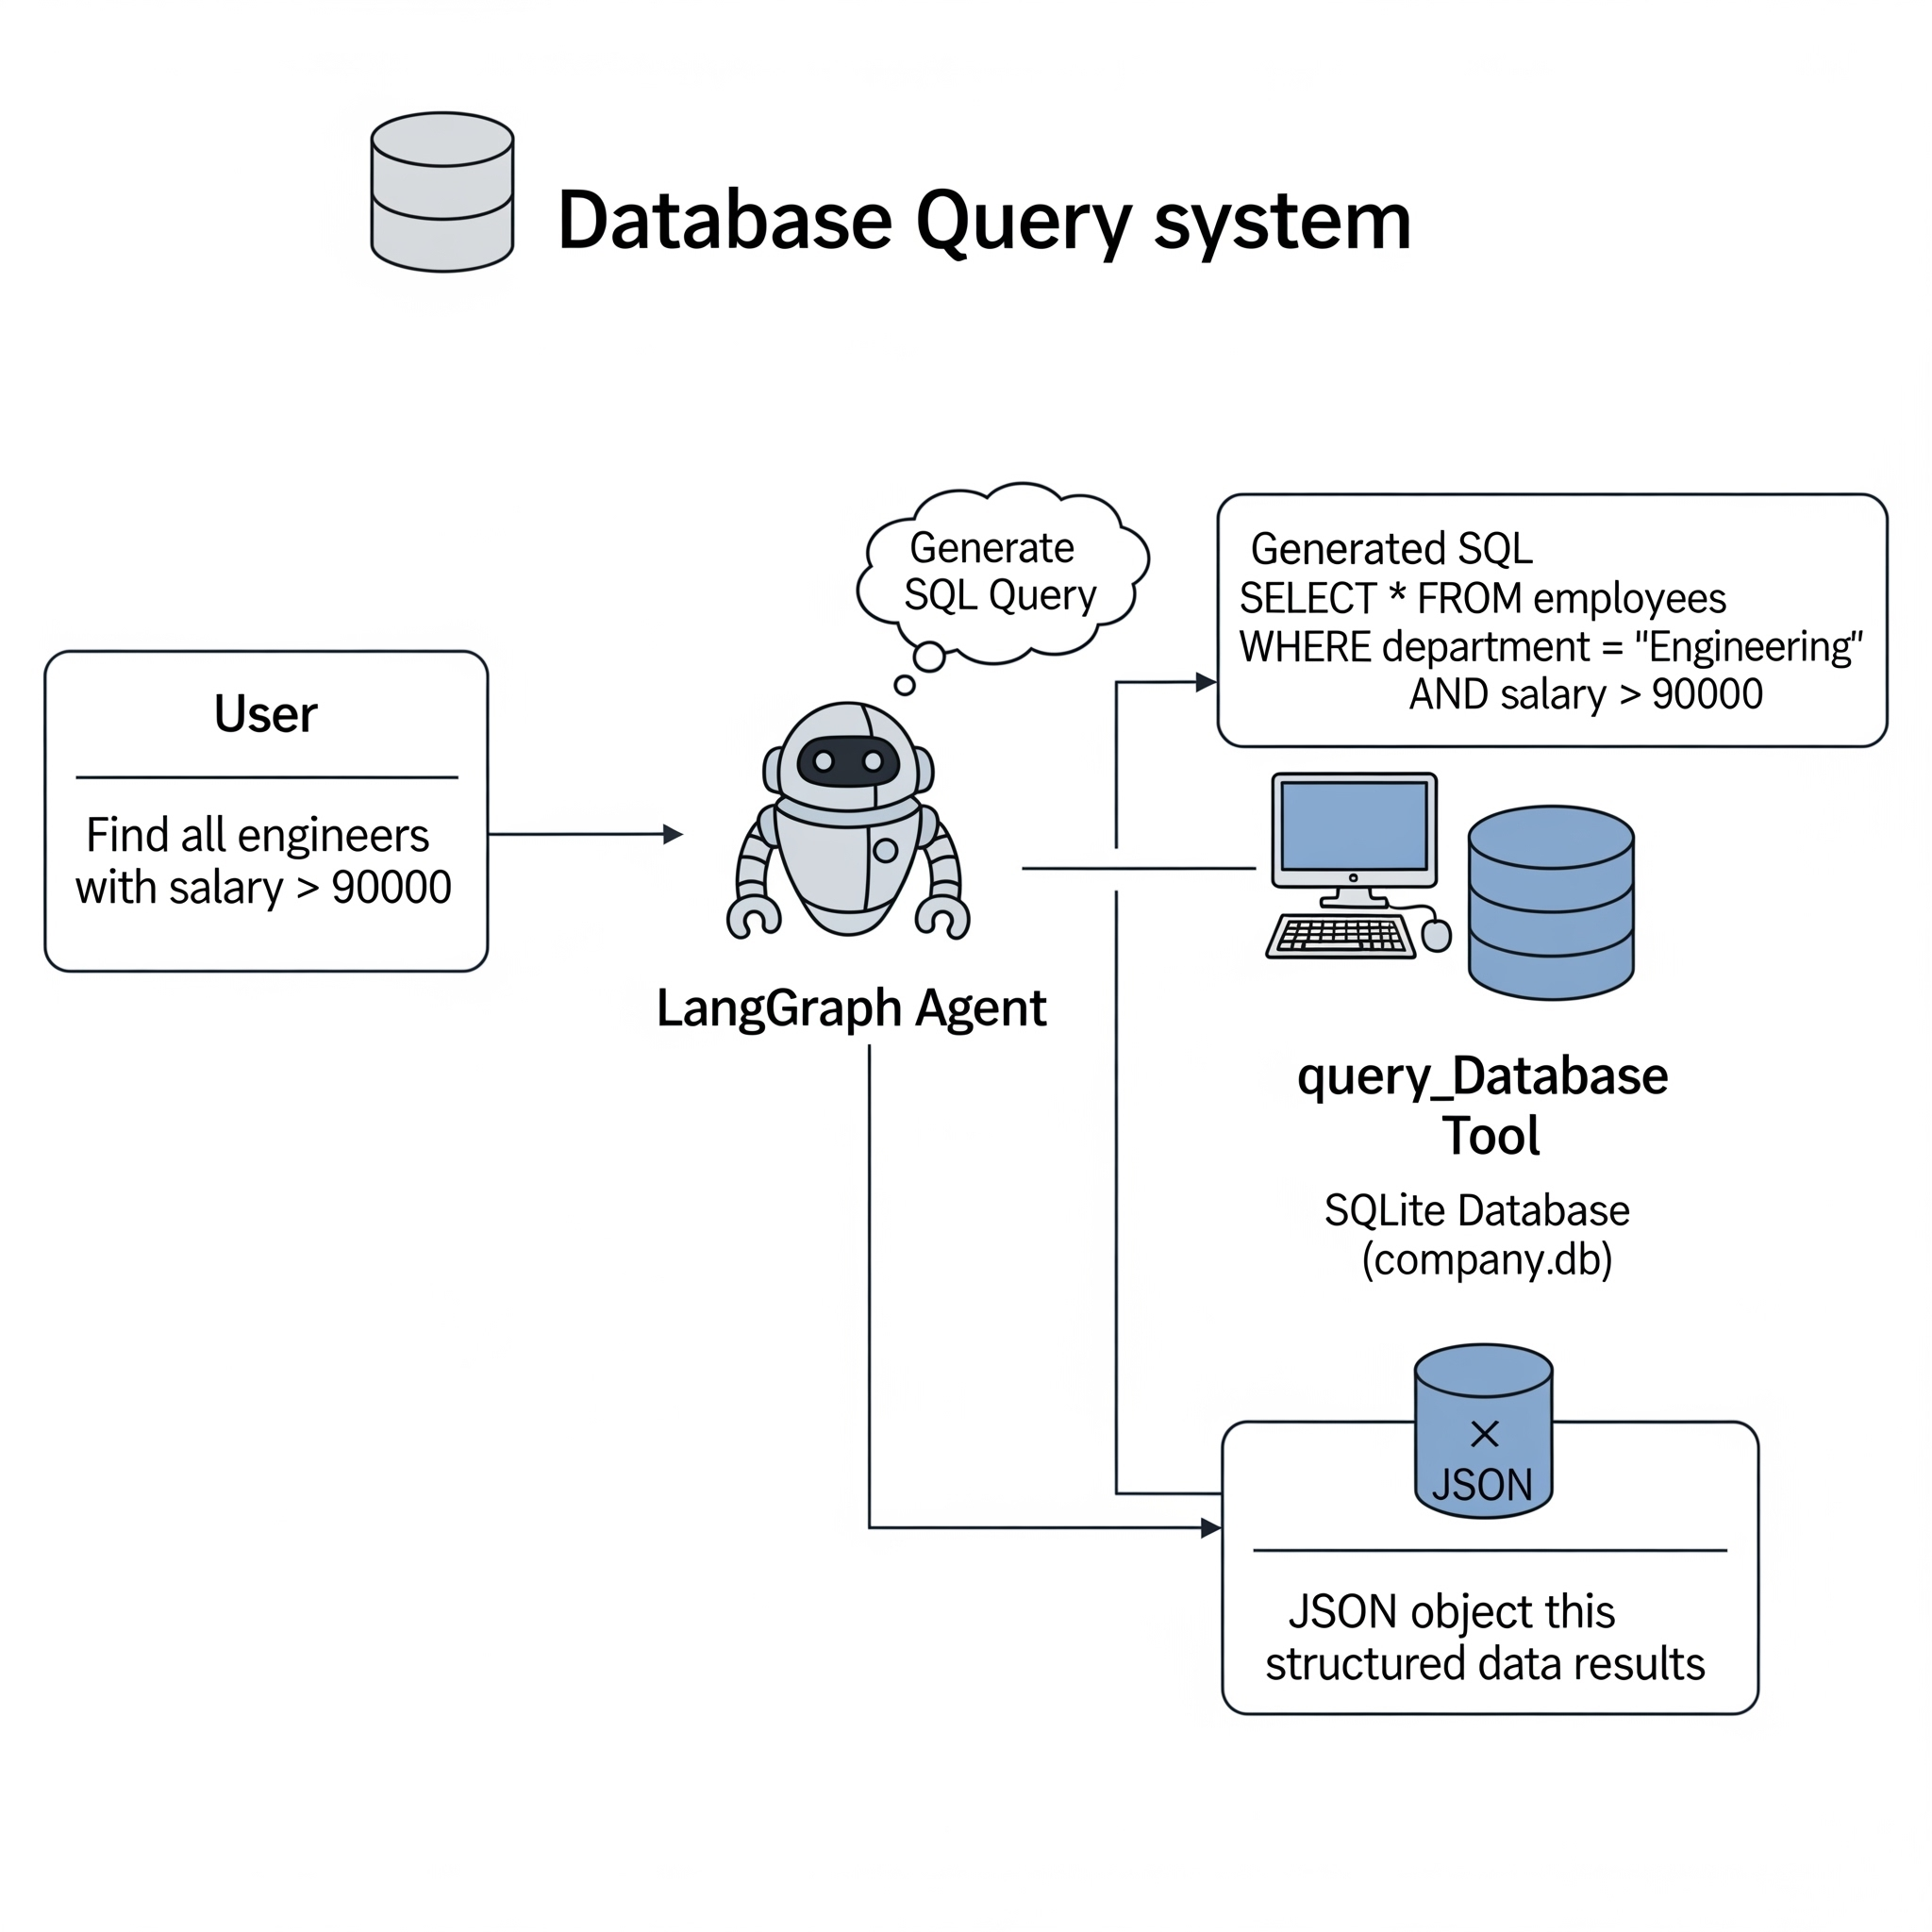 Database Query system
Generate
SQL Query
Generated SQL
SELECT * FROM employees
WHERE department = "Engineering"
AND salary > 90000
User
Find all engineers
with salary > 90000
LangGraph Agent
query_Database
Tool
SQLite Database
(company.db)
×
JSON
JSON object this
structured data results